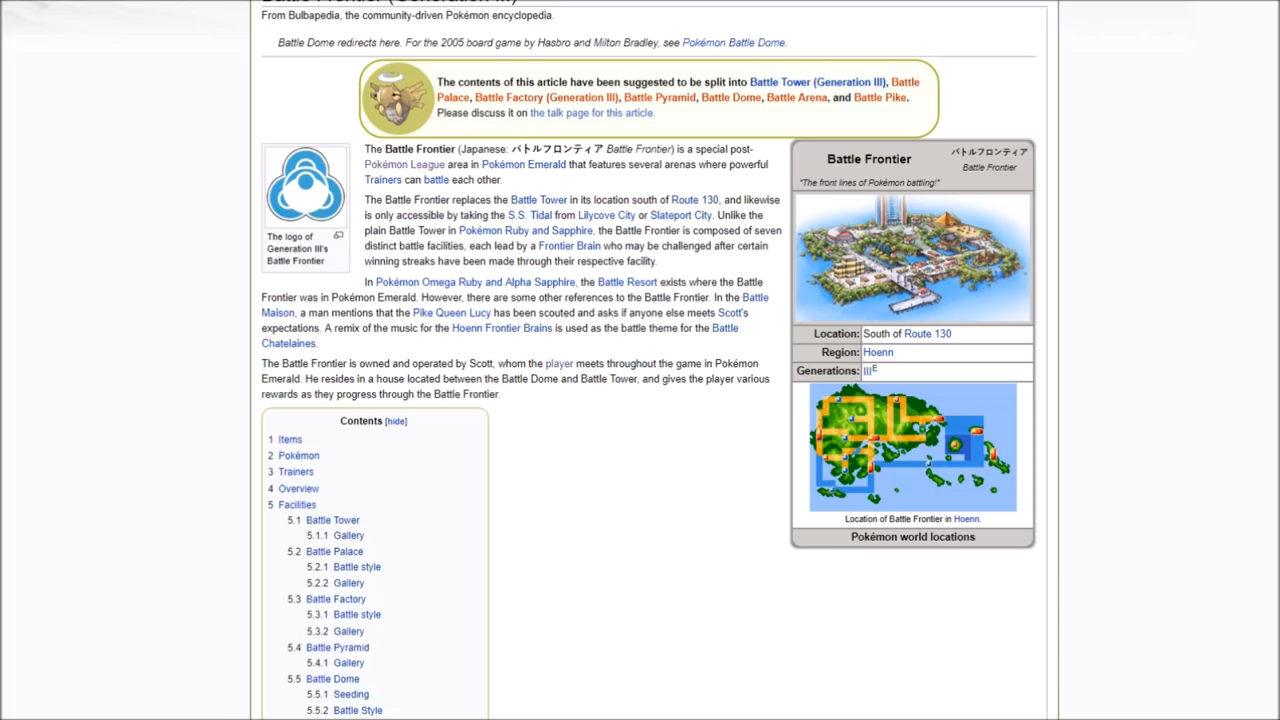 Battle Frontier (Generation III)
From Bulbapedia, the community-driven Pokémon encyclopedia.
Battle Dome redirects here. For the 2005 board game by Hasbro and Milton Bradley, see Pokémon Battle Dome.
The contents of this article have been suggested to be split into Battle Tower (Generation III), Battle
Palace, Battle Factory (Generation III), Battle Pyramid, Battle Dome, Battle Arena, and Battle Pike.
Please discuss it on the talk page for this article.
The logo of
Generation III's
Battle Frontier
The Battle Frontier (Japanese: バトルフロンティア Battle Frontier) is a special post-
Pokémon League area in Pokémon Emerald that features several arenas where powerful
Trainers can battle each other.
The Battle Frontier replaces the Battle Tower in its location south of Route 130, and likewise
is only accessible by taking the S.S. Tidal from Lilycove City or Slateport City. Unlike the
plain Battle Tower in Pokémon Ruby and Sapphire, the Battle Frontier is composed of seven
distinct battle facilities, each lead by a Frontier Brain who may be challenged after certain
winning streaks have been made through their respective facility.
In Pokémon Omega Ruby and Alpha Sapphire, the Battle Resort exists where the Battle
Frontier was in Pokémon Emerald. However, there are some other references to the Battle Frontier. In the Battle
Maison, a man mentions that the Pike Queen Lucy has been scouted and asks if anyone else meets Scott's
expectations. A remix of the music for the Hoenn Frontier Brains is used as the battle theme for the Battle
Chatelaines.
The Battle Frontier is owned and operated by Scott, whom the player meets throughout the game in Pokémon
Emerald. He resides in a house located between the Battle Dome and Battle Tower, and gives the player various
rewards as they progress through the Battle Frontier.
Contents [hide]
1 Items
2 Pokémon
3 Trainers
4 Overview
5 Facilities
5.1 Battle Tower
5.1.1 Gallery
5.2 Battle Palace
5.2.1 Battle style
5.2.2 Gallery
5.3 Battle Factory
5.3.1 Battle style
5.3.2 Gallery
5.4 Battle Pyramid
5.4.1 Gallery
5.5 Battle Dome
5.5.1 Seeding
5.5.2 Battle Style
Battle Frontier
バトルフロンティア
Battle Frontier
"The front lines of Pokémon battling!"
Location: South of Route 130
Region: Hoenn
Generations: IIIE
Location of Battle Frontier in Hoenn.
Pokémon world locations